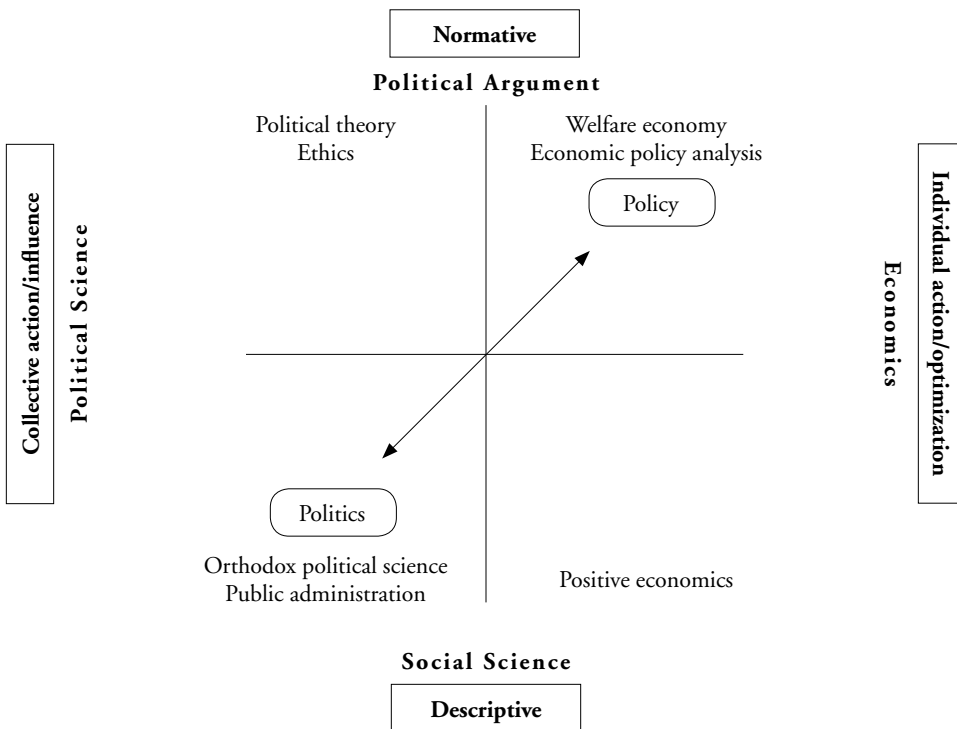 Normative
Political Argument
Political theory
Ethics
Welfare economy
Economic policy analysis
Policy
Collective action/influence
Political Science
Economics
Individual action/optimization
Politics
Orthodox political science
Public administration
Positive economics
Social Science
Descriptive